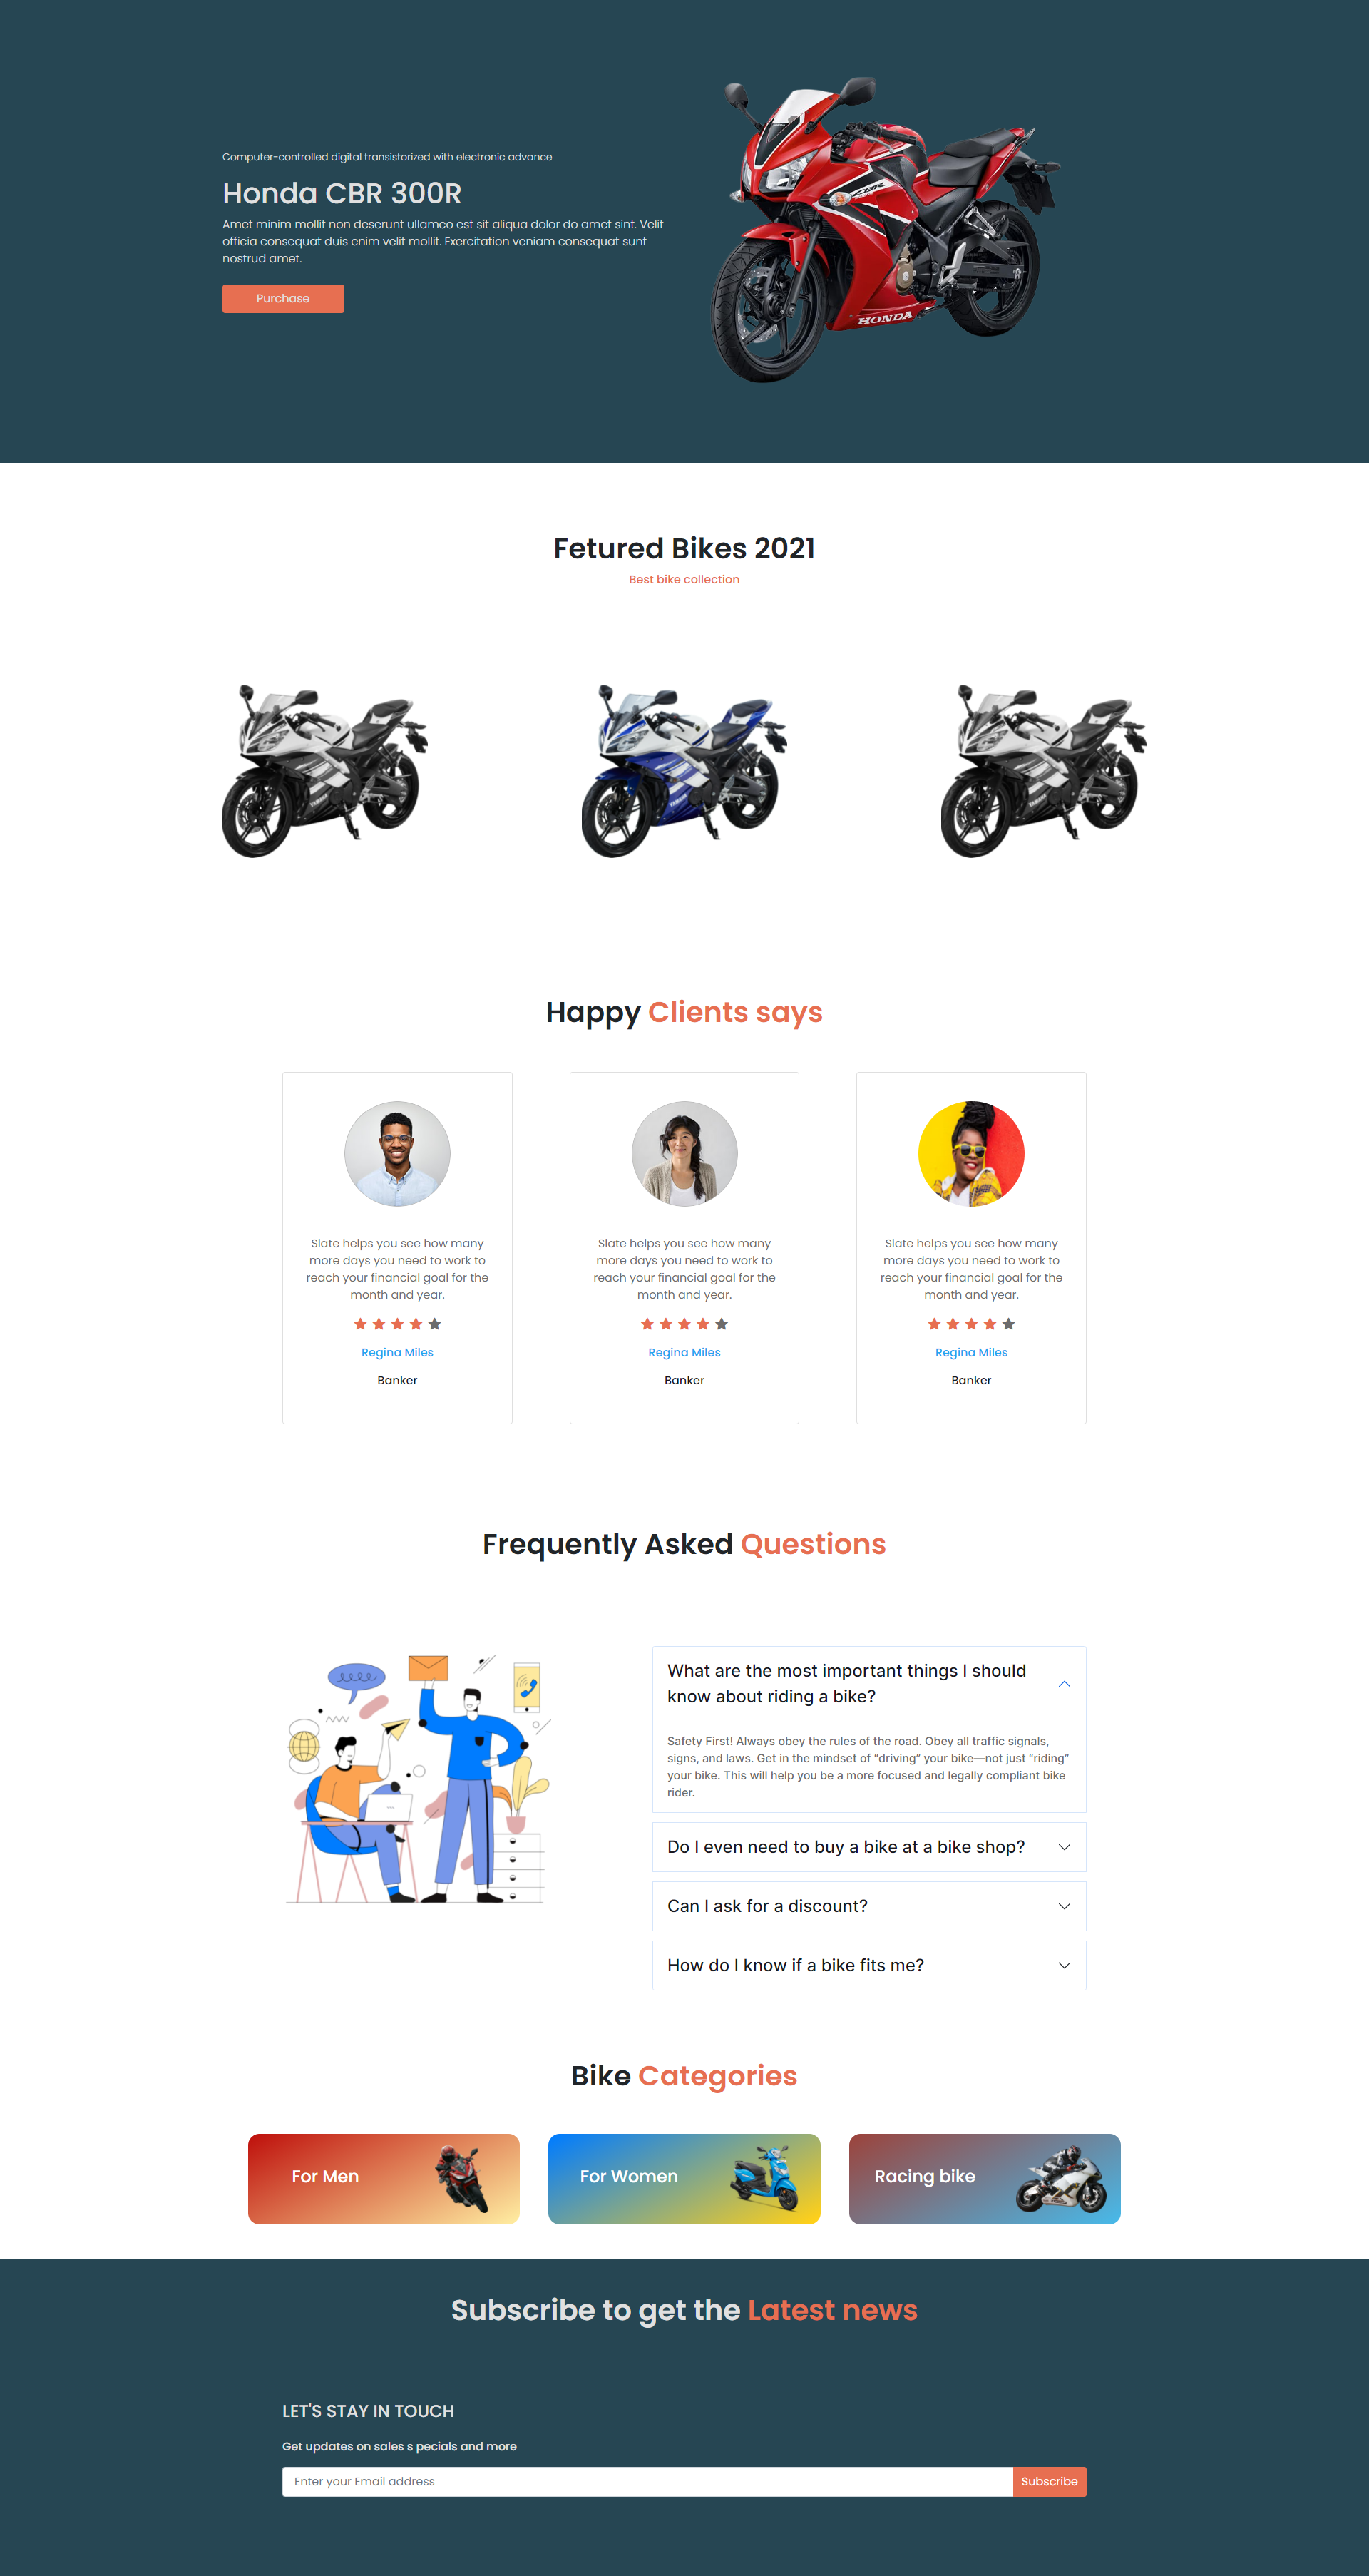 Computer-controlled digital transistorized with electronic advance
Honda CBR 300R
Amet minim mollit non deserunt ullamco est sit aliqua dolor do amet sint. Velit
officia consequat duis enim velit mollit. Exercitation veniam consequat sunt
nostrud amet.
Purchase
HONDA
Fetured Bikes 2021
Best bike collection
Happy Clients says
Slate helps you see how many
more days you need to work to
reach your financial goal for the
month and year.
Regina Miles
Banker
Slate helps you see how many
more days you need to work to
reach your financial goal for the
month and year.
Regina Miles
Banker
Slate helps you see how many
more days you need to work to
reach your financial goal for the
month and year.
Regina Miles
Banker
Frequently Asked Questions
What are the most important things I should
know about riding a bike?
Safety First! Always obey the rules of the road. Obey all traffic signals,
signs, and laws. Get in the mindset of “driving” your bike—not just “riding”
your bike. This will help you be a more focused and legally compliant bike
rider.
Do I even need to buy a bike at a bike shop?
Can I ask for a discount?
How do I know if a bike fits me?
Bike Categories
For Men
For Women
Racing bike
Subscribe to get the Latest news
LET'S STAY IN TOUCH
Get updates on sales s pecials and more
Enter your Email address
Subscribe